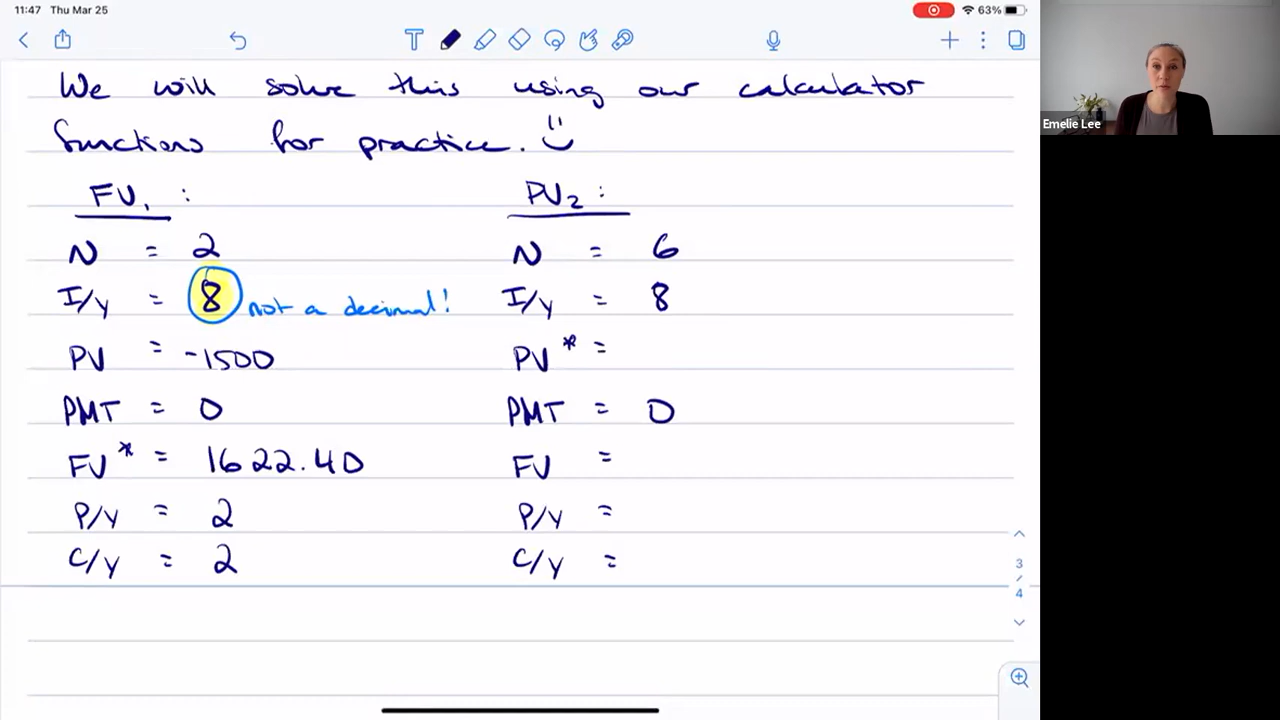 11:47 Thu Mar 25
63%
We will solve this using our calculator
functions for practice.
FV1 :
PV2 :
N = 2
N = 6
I/Y = 8 not a decimal!
I/Y = 8
PV = -1500
PV* =
PMT = 0
PMT = 0
FV* = 1622.40
FV =
P/Y = 2
P/Y =
C/Y = 2
C/Y =
3
/
4
Emelie Lee